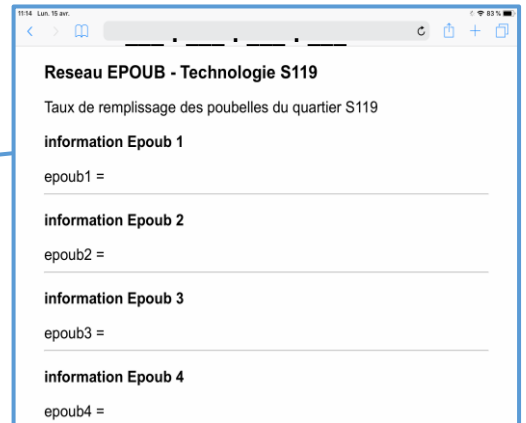 11:14 Lun. 15 avr. 83 %
___ . ___ . ___ . ___
Reseau EPOUB - Technologie S119
Taux de remplissage des poubelles du quartier S119
information Epoub 1
epoub1 =
information Epoub 2
epoub2 =
information Epoub 3
epoub3 =
information Epoub 4
epoub4 =